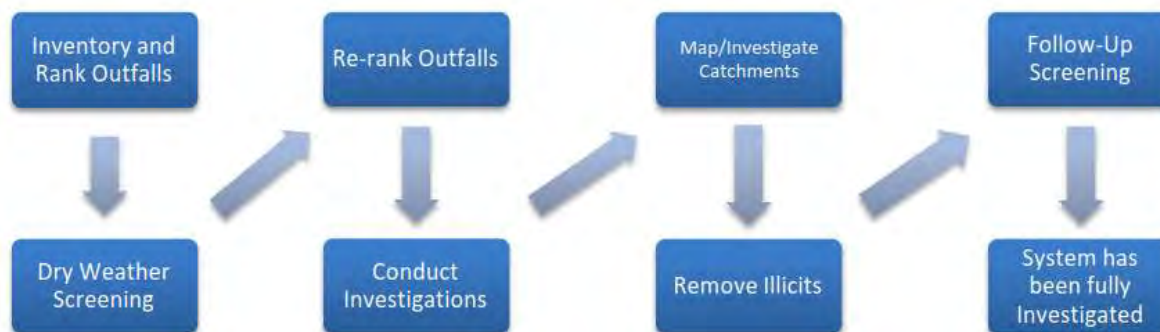 Inventory and
Rank Outfalls
Dry Weather
Screening
Re-rank Outfalls
Conduct
Investigations
Map/Investigate
Catchments
Remove Illicits
Follow-Up
Screening
System has
been fully
Investigated